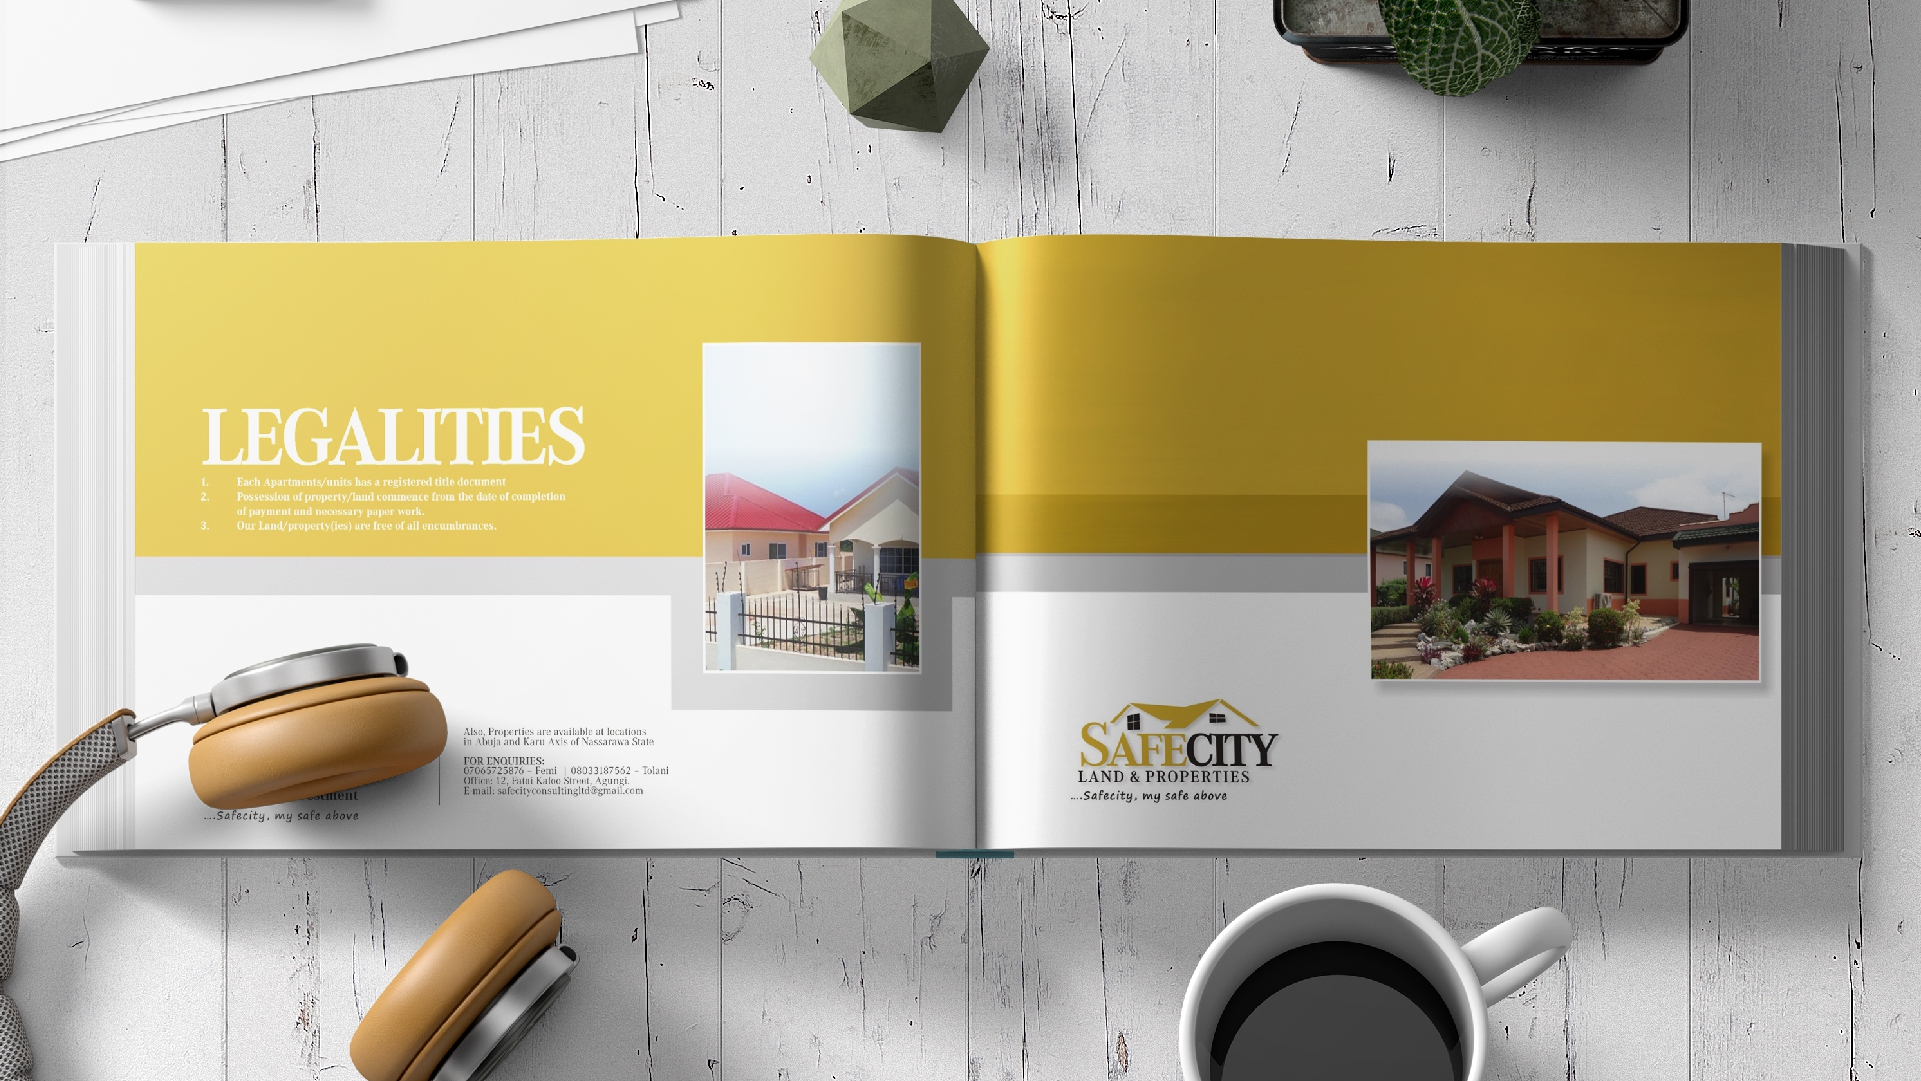 LEGALITIES
1. Each Apartments/units has a registered title document
2. Possession of property/land commence from the date of completion
of payment and necessary paper work.
3. Our Land/property(ies) are free of all encumbrances.
Also, Properties are available at locations
in Abuja and Karu Axis of Nassarawa State
FOR ENQUIRIES:
07065725876 – Femi | 08033187562 – Tolani
Office: 12, Fatai Kaloo Street, Agungi.
E-mail: safecityconsultingltd@gmail.com
....Safecity, my safe above
SAFECITY
LAND & PROPERTIES
....Safecity, my safe above